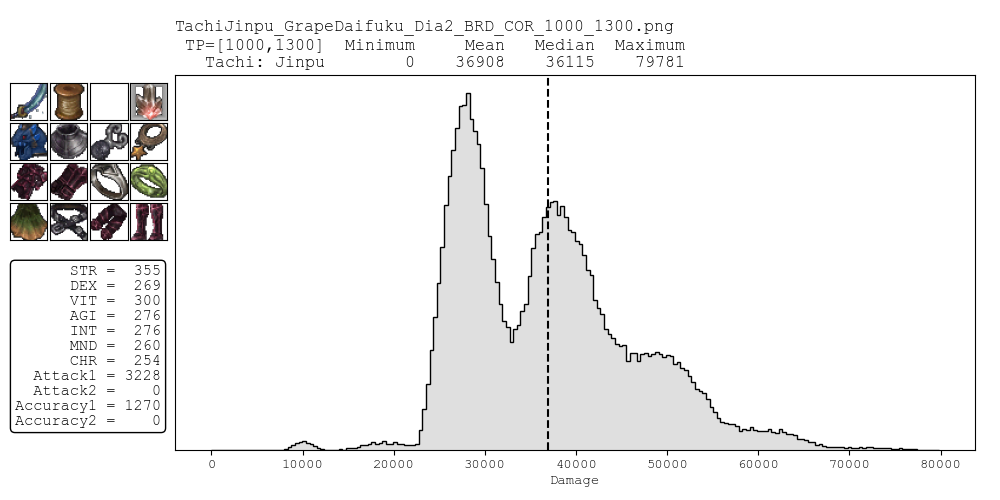 TachiJinpu_GrapeDaifuku_Dia2_BRD_COR_1000_1300.png
TP=[1000,1300] Minimum Mean Median Maximum
Tachi: Jinpu 0 36908 36115 79781
STR = 355
DEX = 269
VIT = 300
AGI = 276
INT = 276
MND = 260
CHR = 254
Attack1 = 3228
Attack2 = 0
Accuracy1 = 1270
Accuracy2 = 0
0 10000 20000 30000 40000 50000 60000 70000 80000
Damage